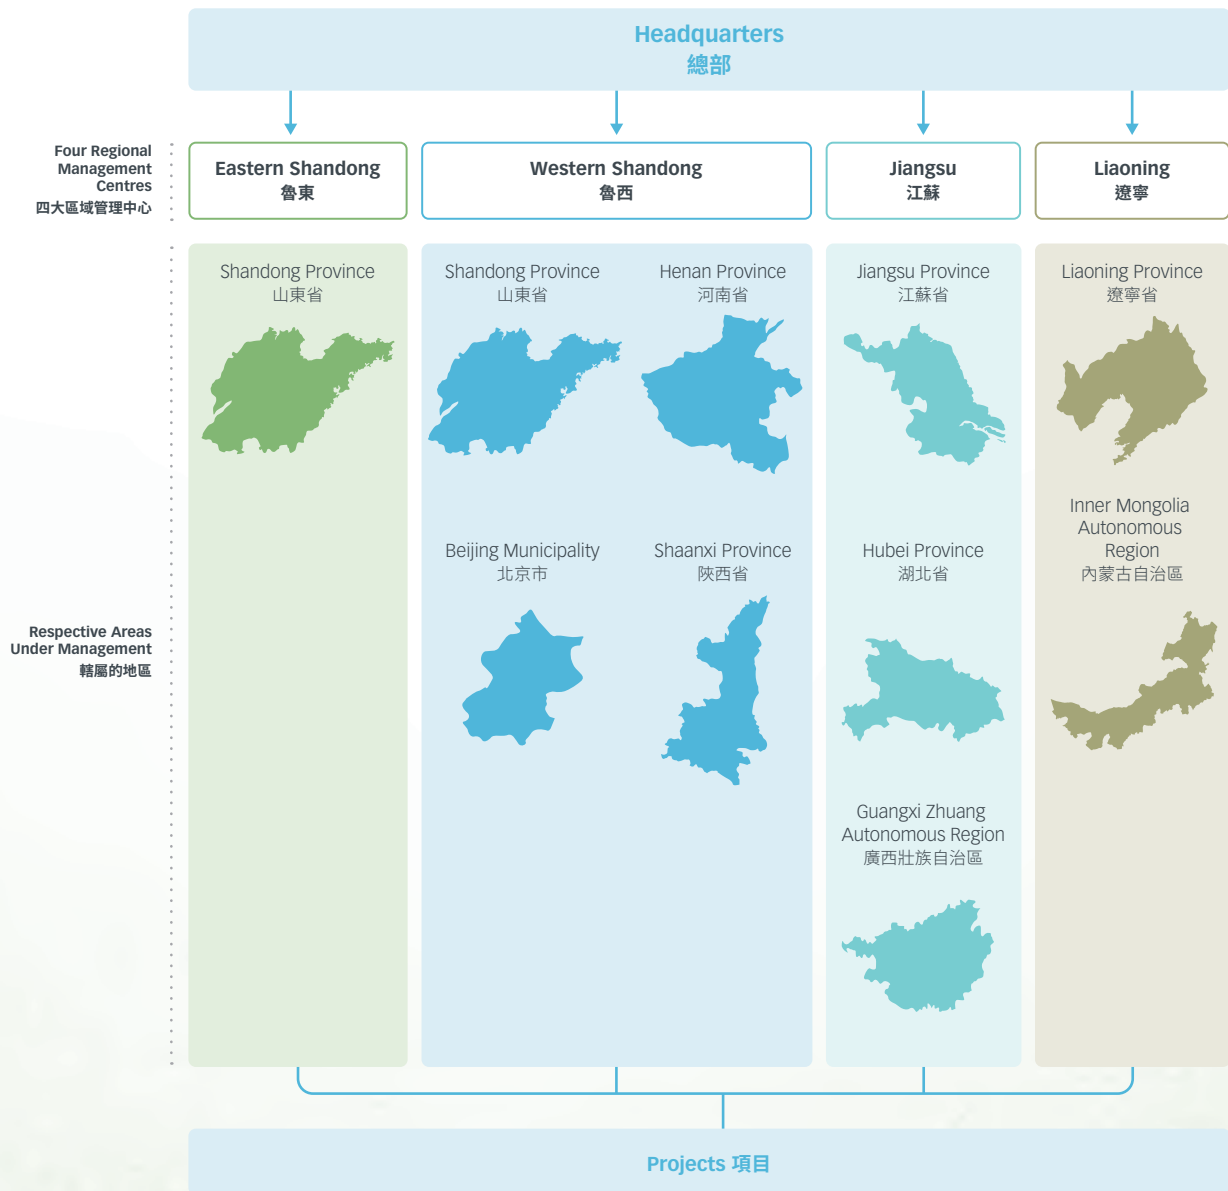 Headquarters
總部
Four Regional
Management
Centres
四大區域管理中心
Eastern Shandong
魯東
Western Shandong
魯西
Jiangsu
江蘇
Liaoning
遼寧
Respective Areas
Under Management
轄屬的地區
Shandong Province
山東省
Shandong Province
山東省
Henan Province
河南省
Beijing Municipality
北京市
Shaanxi Province
陝西省
Jiangsu Province
江蘇省
Hubei Province
湖北省
Guangxi Zhuang
Autonomous Region
廣西壯族自治區
Liaoning Province
遼寧省
Inner Mongolia
Autonomous
Region
內蒙古自治區
Projects 項目